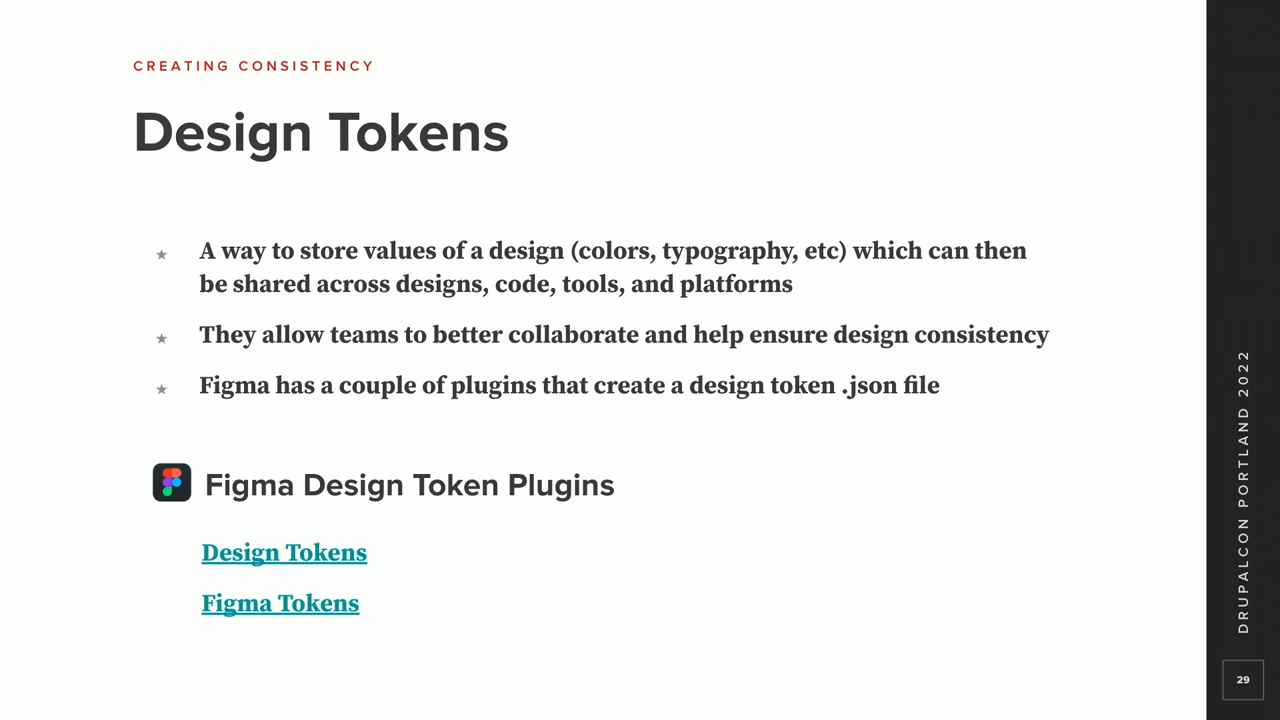 CREATING CONSISTENCY
Design Tokens
A way to store values of a design (colors, typography, etc) which can then
be shared across designs, code, tools, and platforms
They allow teams to better collaborate and help ensure design consistency
Figma has a couple of plugins that create a design token .json file
Figma Design Token Plugins
Design Tokens
Figma Tokens
DRUPALCON PORTLAND 2022
29